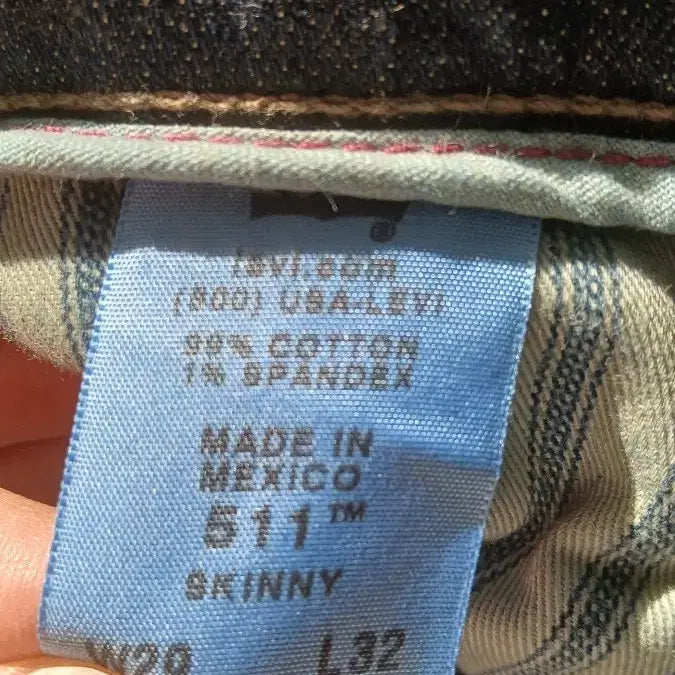 ®
levi.com
(800) USA-LEVI
99% COTTON
1% SPANDEX
MADE IN
MEXICO
511™
SKINNY
L32